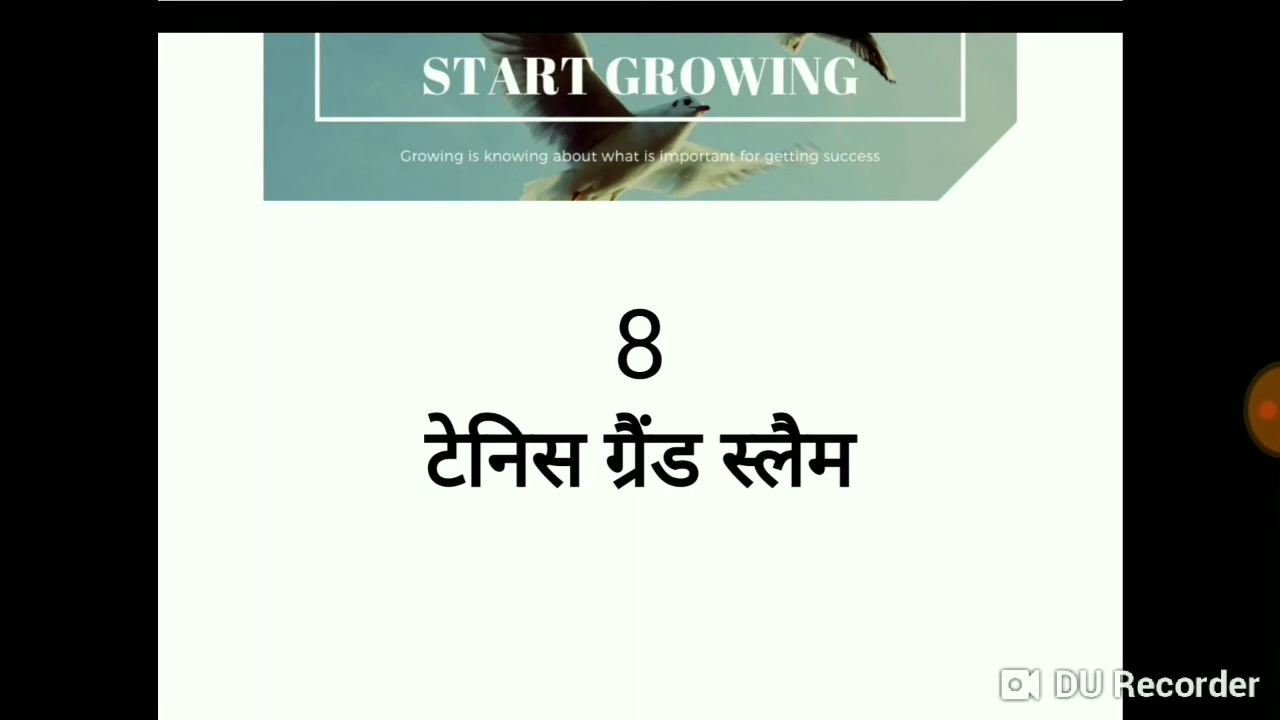 START GROWING
Growing is knowing about what is important for getting success
8
टेनिस ग्रैंड स्लैम
DU Recorder